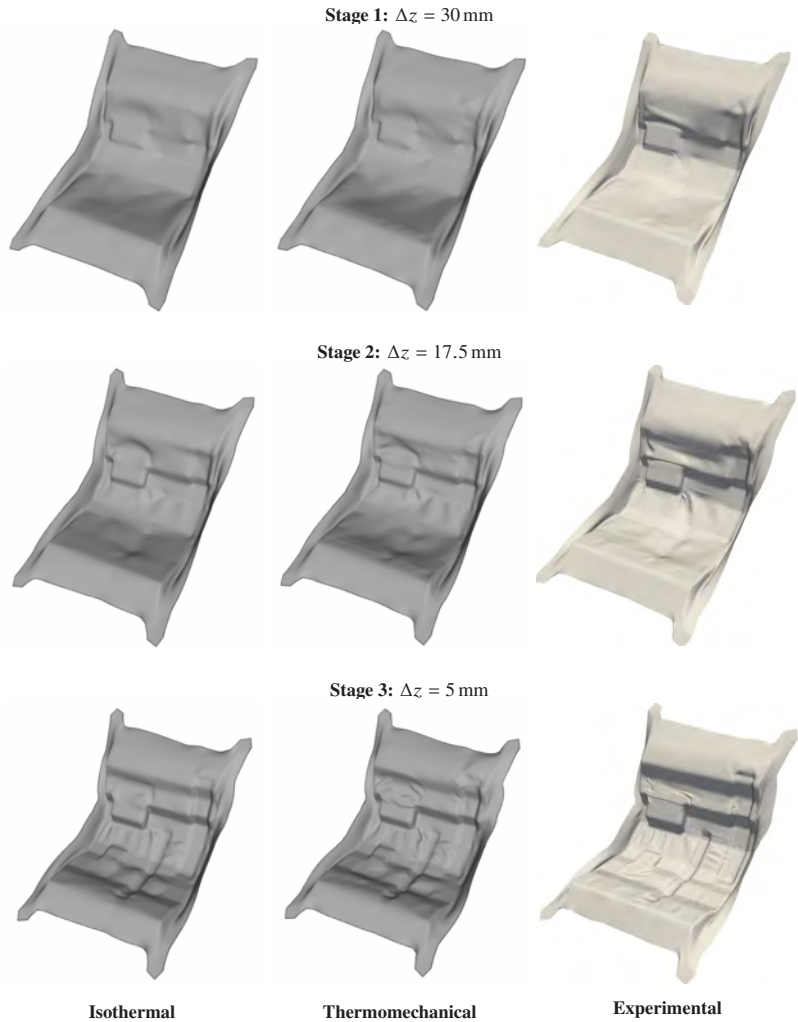 Stage 1: Δz = 30 mm
Stage 2: Δz = 17.5 mm
Stage 3: Δz = 5 mm
Isothermal Thermomechanical Experimental